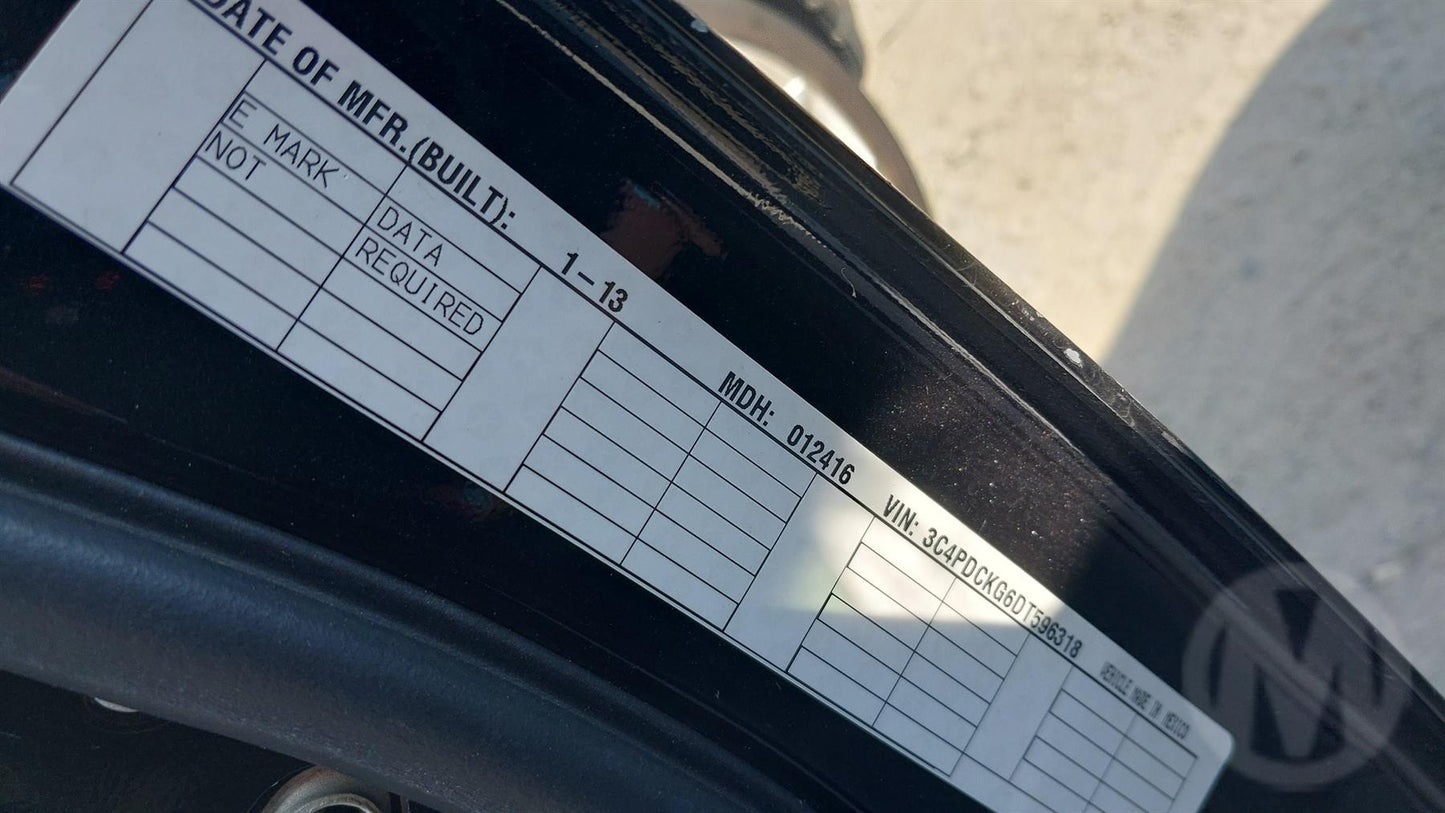 DATE OF MFR.(BUILT): 1-13 MDH: 012416 VIN: 3C4PDCKG6DT596318 VEHICLE MADE IN MEXICO
E MARK DATA
NOT REQUIRED
M